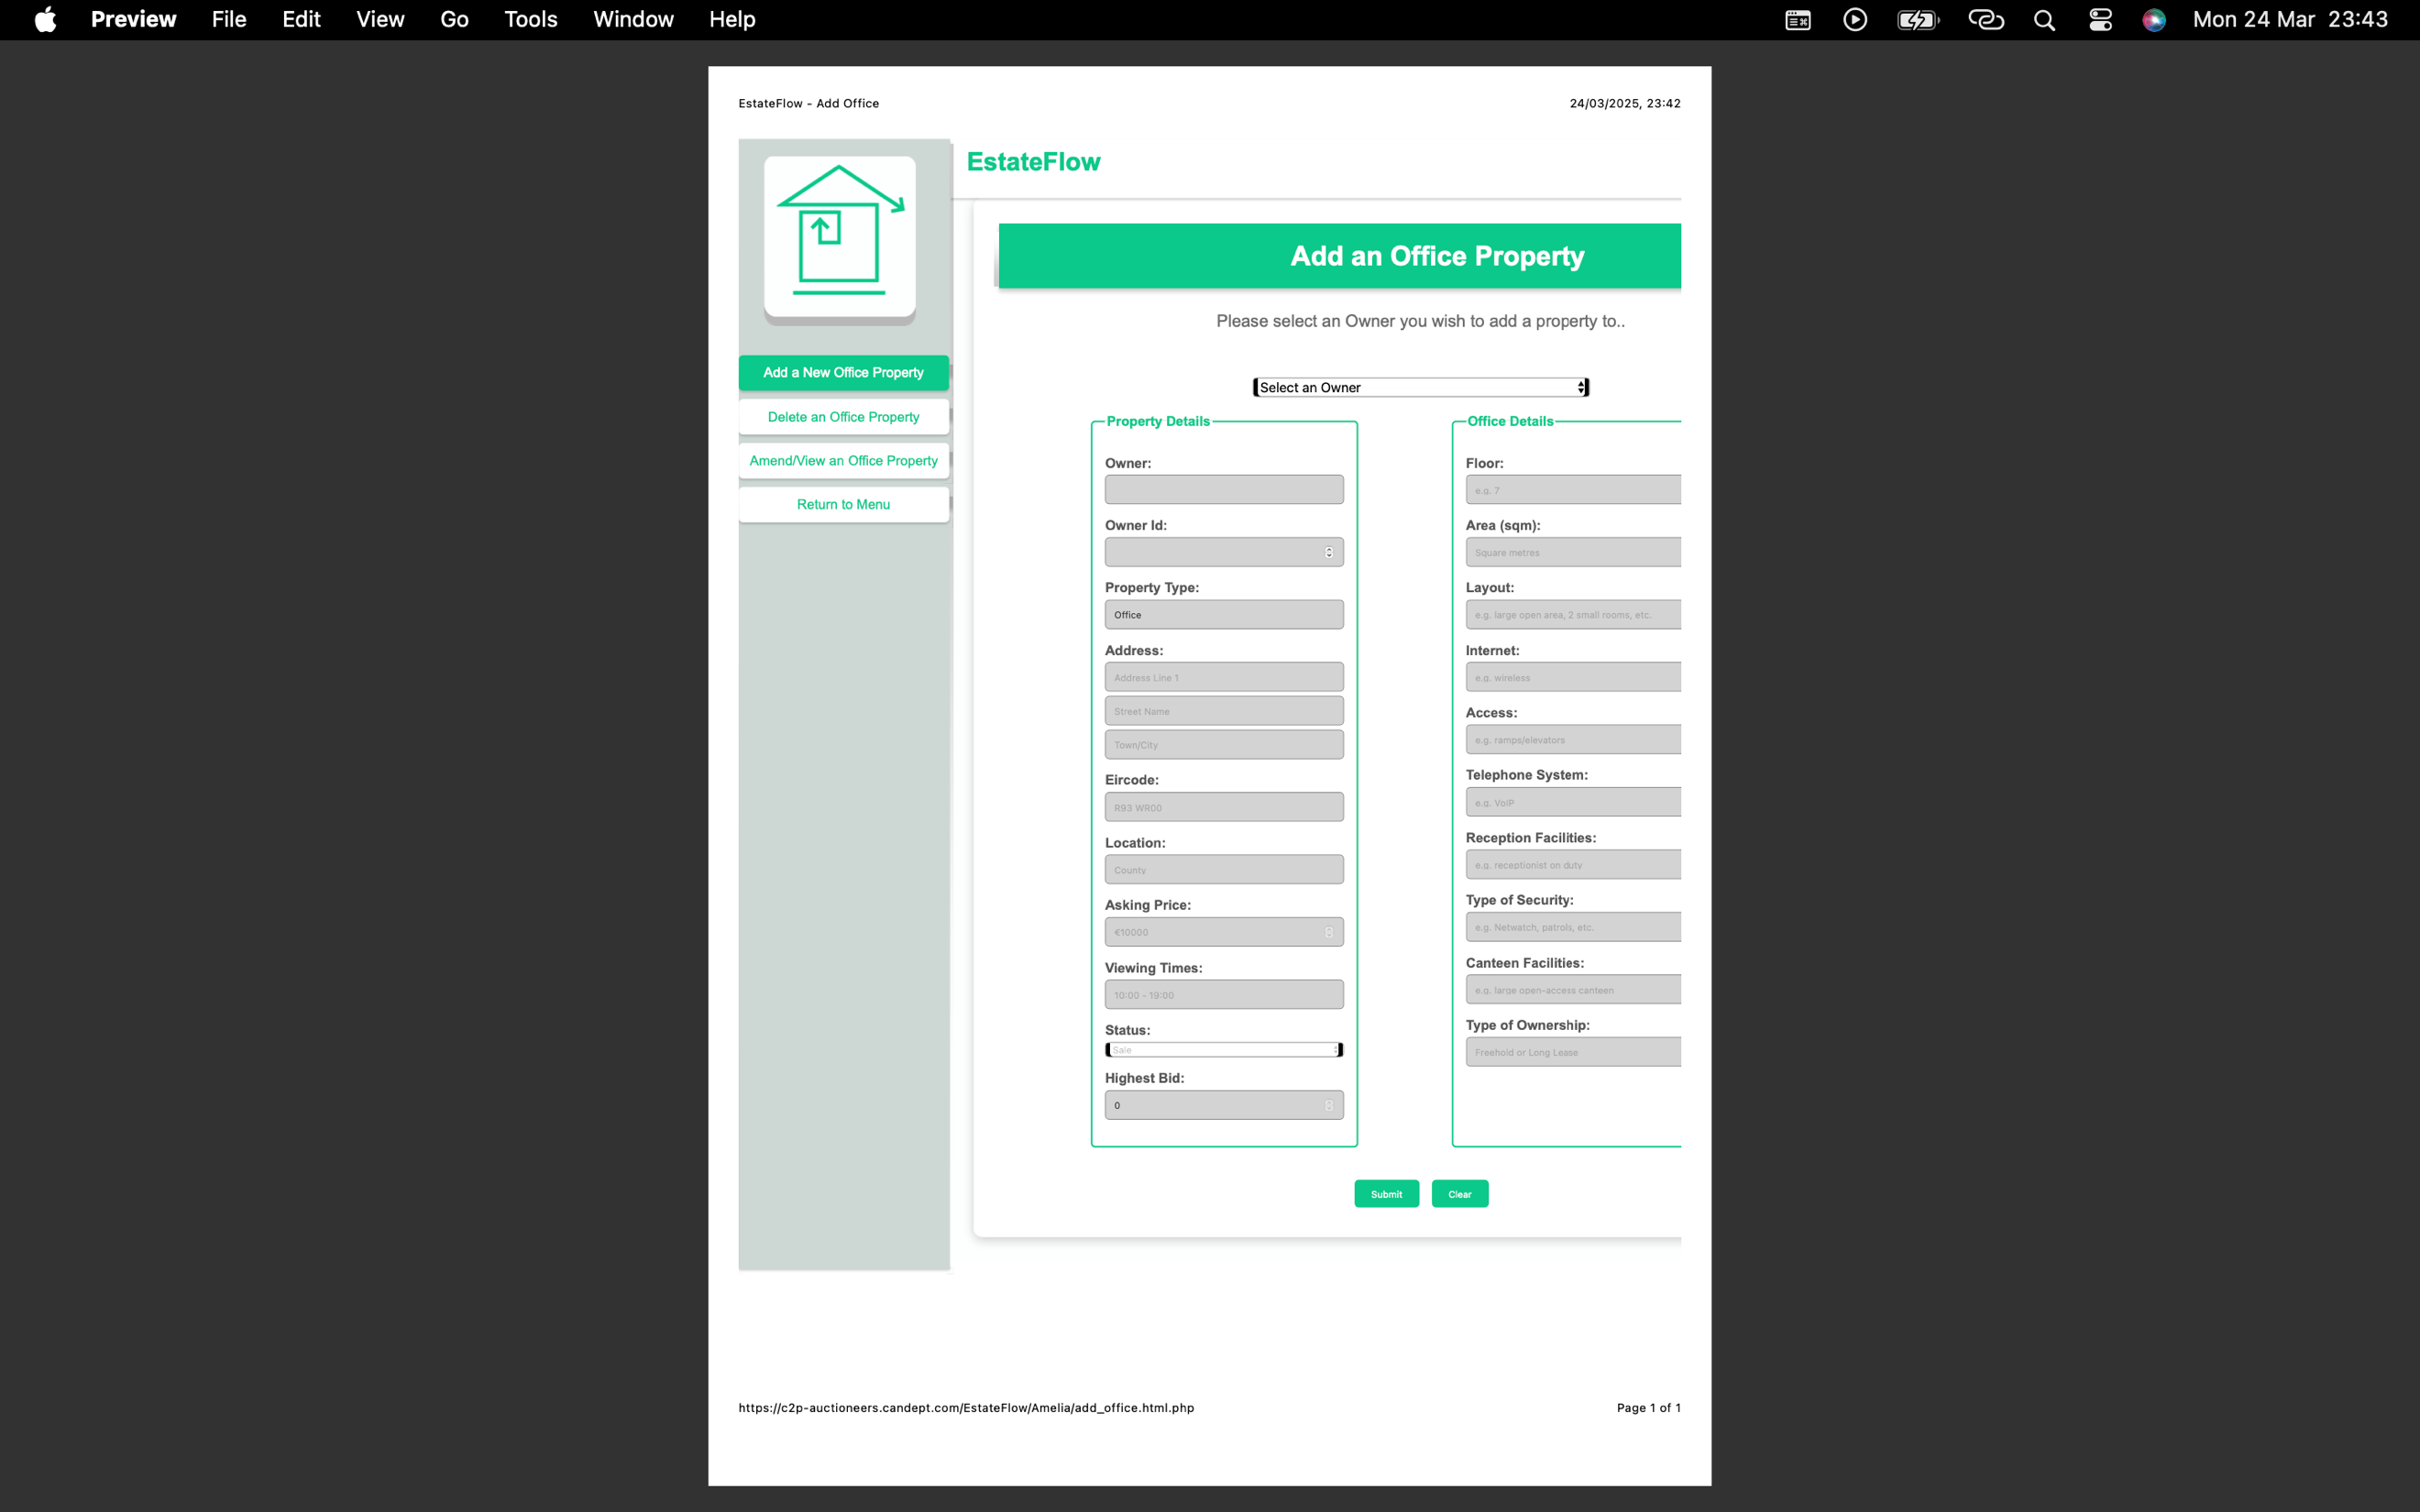 Preview File Edit View Go Tools Window Help Mon 24 Mar 23:43
EstateFlow - Add Office 24/03/2025, 23:42
EstateFlow
Add an Office Property
Please select an Owner you wish to add a property to..
Add a New Office Property
Delete an Office Property
Amend/View an Office Property
Return to Menu
Select an Owner
Property Details
Owner:
Owner Id:
Property Type:
Office
Address:
Address Line 1
Street Name
Town/City
Eircode:
R93 WR00
Location:
County
Asking Price:
€10000
Viewing Times:
10:00 - 19:00
Status:
Sale
Highest Bid:
0
Office Details
Floor:
e.g. 7
Area (sqm):
Square metres
Layout:
e.g. large open area, 2 small rooms, etc.
Internet:
e.g. wireless
Access:
e.g. ramps/elevators
Telephone System:
e.g. VoIP
Reception Facilities:
e.g. receptionist on duty
Type of Security:
e.g. Netwatch, patrols, etc.
Canteen Facilities:
e.g. large open-access canteen
Type of Ownership:
Freehold or Long Lease
Submit Clear
https://c2p-auctioneers.candept.com/EstateFlow/Amelia/add_office.html.php Page 1 of 1